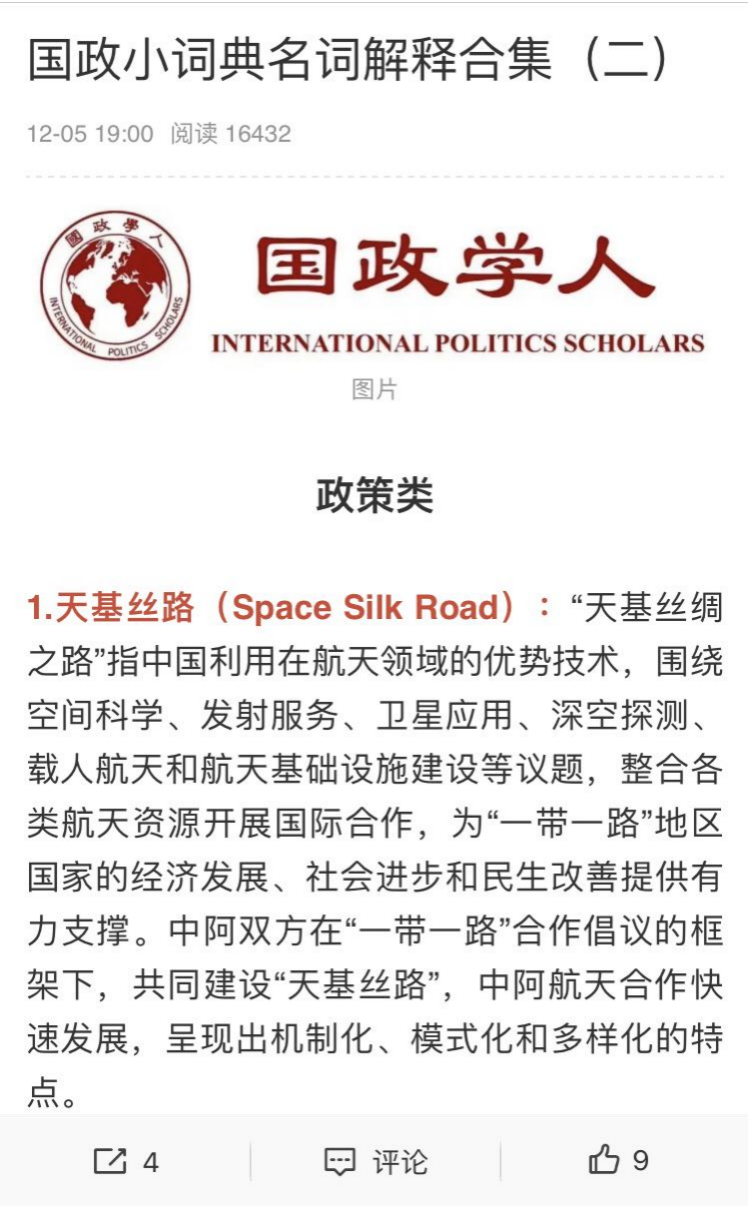 国政小词典名词解释合集（二）
12-05 19:00 阅读 16432
國政學人
INTERNATIONAL POLITICS SCHOLARS
国政学人
INTERNATIONAL POLITICS SCHOLARS
图片
政策类
1.天基丝路（Space Silk Road）：“天基丝绸
之路”指中国利用在航天领域的优势技术，围绕
空间科学、发射服务、卫星应用、深空探测、
载人航天和航天基础设施建设等议题，整合各
类航天资源开展国际合作，为“一带一路”地区
国家的经济发展、社会进步和民生改善提供有
力支撑。中阿双方在“一带一路”合作倡议的框
架下，共同建设“天基丝路”，中阿航天合作快
速发展，呈现出机制化、模式化和多样化的特
点。
4 评论 9